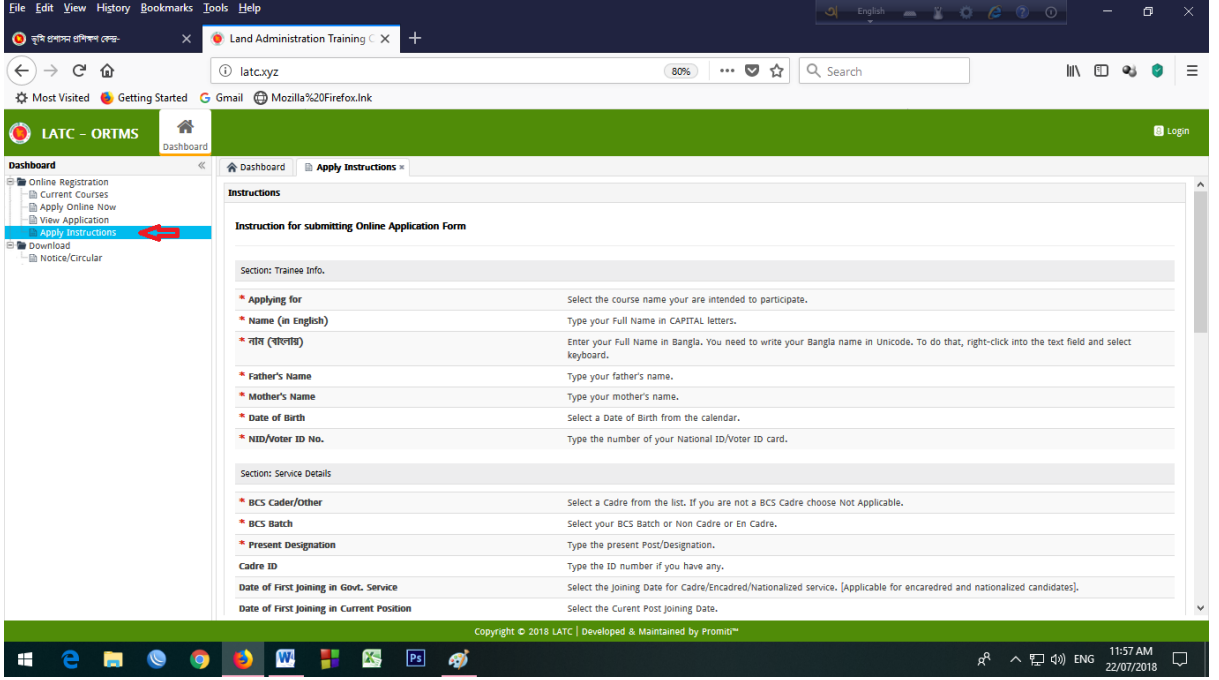 File Edit View History Bookmarks Tools Help
English
ভূমি প্রশাসন প্রশিক্ষণ কেন্দ্র-
Land Administration Training C
latc.xyz
80%
Search
Most Visited Getting Started Gmail Mozilla%20Firefox.lnk
LATC - ORTMS
Dashboard
Login
Dashboard
Online Registration
Current Courses
Apply Online Now
View Application
Apply Instructions
Download
Notice/Circular
Dashboard Apply Instructions
Instructions
Instruction for submitting Online Application Form
Section: Trainee Info.
* Applying for Select the course name your are intended to participate.
* Name (in English) Type your Full Name in CAPITAL letters.
* নাম (বাংলায়) Enter your Full Name in Bangla. You need to write your Bangla name in Unicode. To do that, right-click into the text field and select
keyboard.
* Father's Name Type your father's name.
* Mother's Name Type your mother's name.
* Date of Birth Select a Date of Birth from the calendar.
* NID/Voter ID No. Type the number of your National ID/Voter ID card.
Section: Service Details
* BCS Cader/Other Select a Cadre from the list. If you are not a BCS Cadre choose Not Applicable.
* BCS Batch Select your BCS Batch or Non Cadre or En Cadre.
* Present Designation Type the present Post/Designation.
Cadre ID Type the ID number if you have any.
Date of First Joining in Govt. Service Select the Joining Date for Cadre/Encadred/Nationalized service. [Applicable for encaredred and nationalized candidates].
Date of First Joining in Current Position Select the Curent Post Joining Date.
Copyright © 2018 LATC | Developed & Maintained by Promiti™
ENG
11:57 AM
22/07/2018